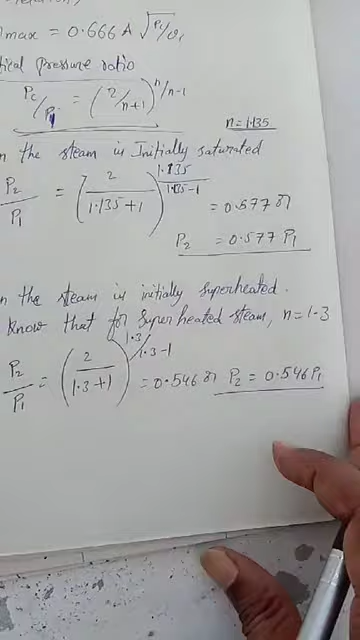 max = 0.666 A √P₁/v₁
tical pressure ratio
Pc/P₁ = (2/n+1)^n/n-1
n = 1.135
n the steam is Initially saturated
P₂/P₁ = (2/1.135+1)^1.135/1.135-1 = 0.577 or
P₂ = 0.577 P₁
n the steam is initially superheated.
know that for Super heated steam, n = 1.3
P₂/P₁ = (2/1.3+1)^1.3/1.3-1 = 0.546 or P₂ = 0.546 P₁